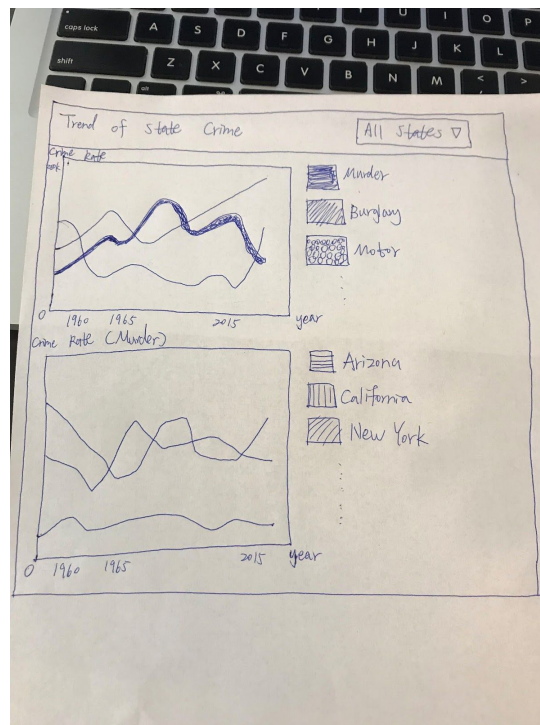 caps lock
A S D F G H J K L
U I O P
shift
Z X C V B N M < >
alt
Trend of state Crime
All states ▽
Crime Rate
Murder
Burglary
Motor
0 1960 1965 2015 year
Crime Rate (Murder)
Arizona
California
New York
0 1960 1965 2015 year